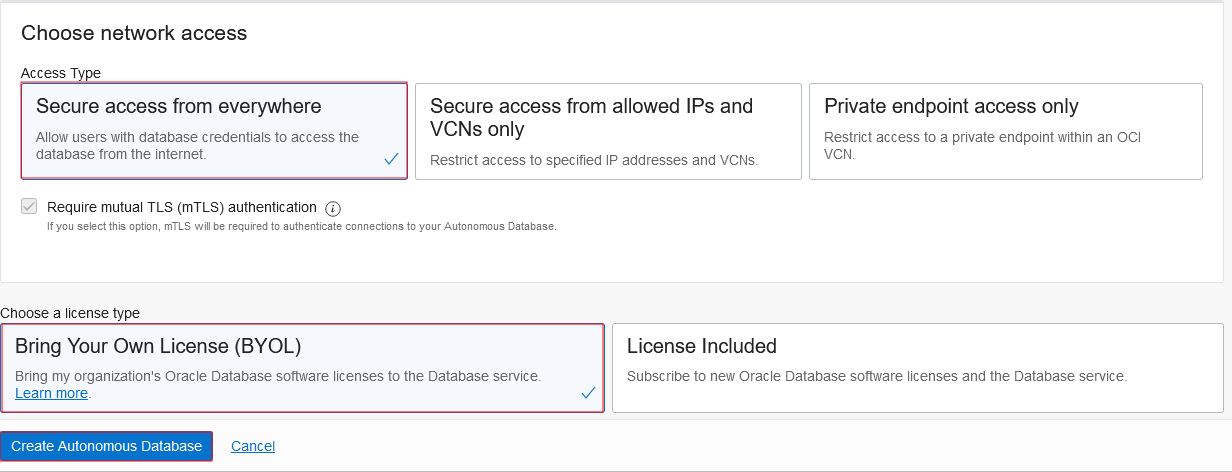 Choose network access
Access Type
Secure access from everywhere
Allow users with database credentials to access the
database from the internet.
Secure access from allowed IPs and
VCNs only
Restrict access to specified IP addresses and VCNs.
Private endpoint access only
Restrict access to a private endpoint within an OCI
VCN.
Require mutual TLS (mTLS) authentication
If you select this option, mTLS will be required to authenticate connections to your Autonomous Database.
Choose a license type
Bring Your Own License (BYOL)
Bring my organization's Oracle Database software licenses to the Database service.
Learn more.
License Included
Subscribe to new Oracle Database software licenses and the Database service.
Create Autonomous Database
Cancel